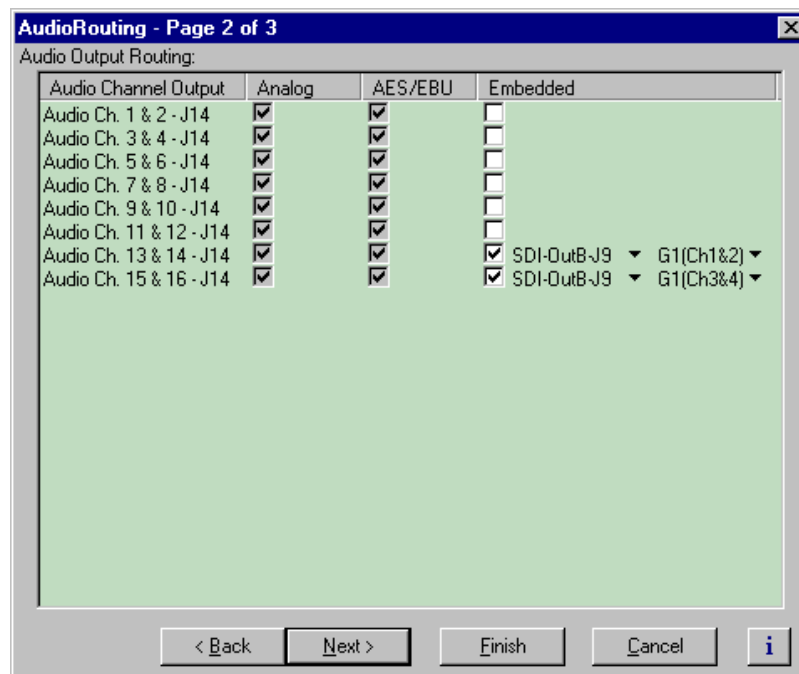 AudioRouting - Page 2 of 3
Audio Output Routing:
Audio Channel Output Analog AES/EBU Embedded
Audio Ch. 1 & 2 - J14
Audio Ch. 3 & 4 - J14
Audio Ch. 5 & 6 - J14
Audio Ch. 7 & 8 - J14
Audio Ch. 9 & 10 - J14
Audio Ch. 11 & 12 - J14
Audio Ch. 13 & 14 - J14 SDI-OutB-J9 G1(Ch1&2)
Audio Ch. 15 & 16 - J14 SDI-OutB-J9 G1(Ch3&4)
< Back Next > Finish Cancel i